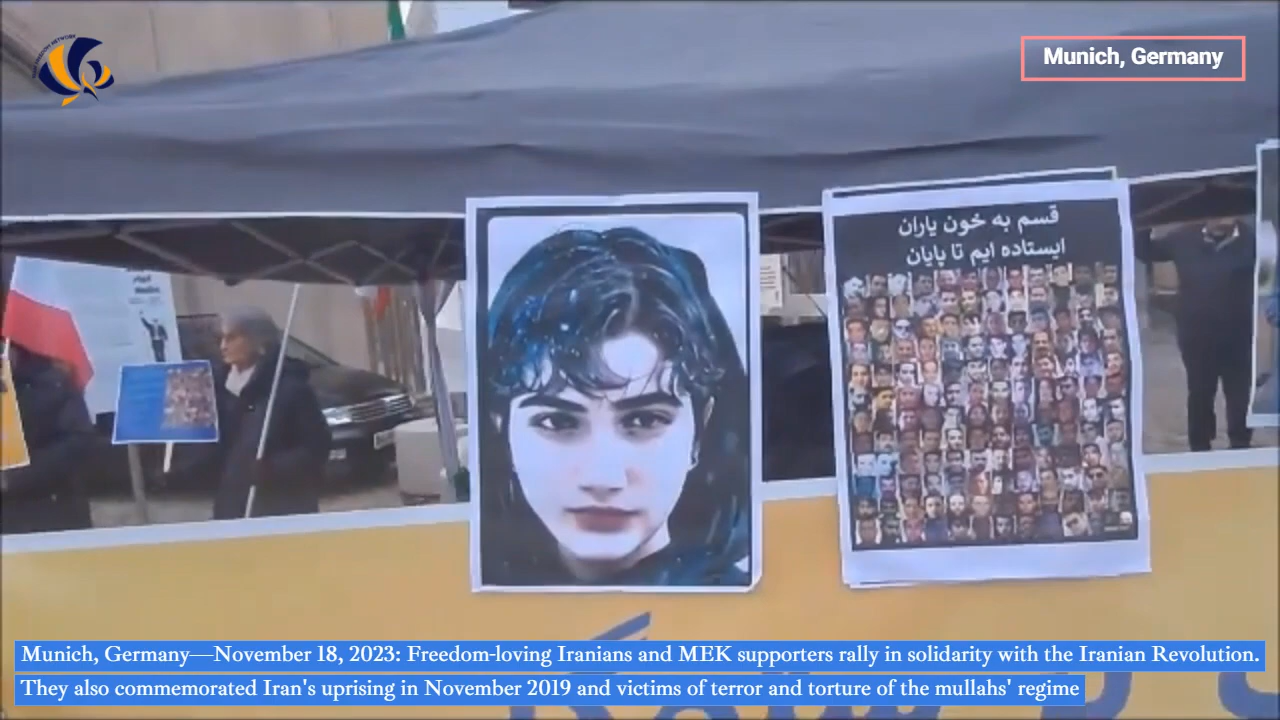 Munich, Germany
قسم به خون یاران
ایستاده ایم تا پایان
Munich, Germany—November 18, 2023: Freedom-loving Iranians and MEK supporters rally in solidarity with the Iranian Revolution.
They also commemorated Iran's uprising in November 2019 and victims of terror and torture of the mullahs' regime